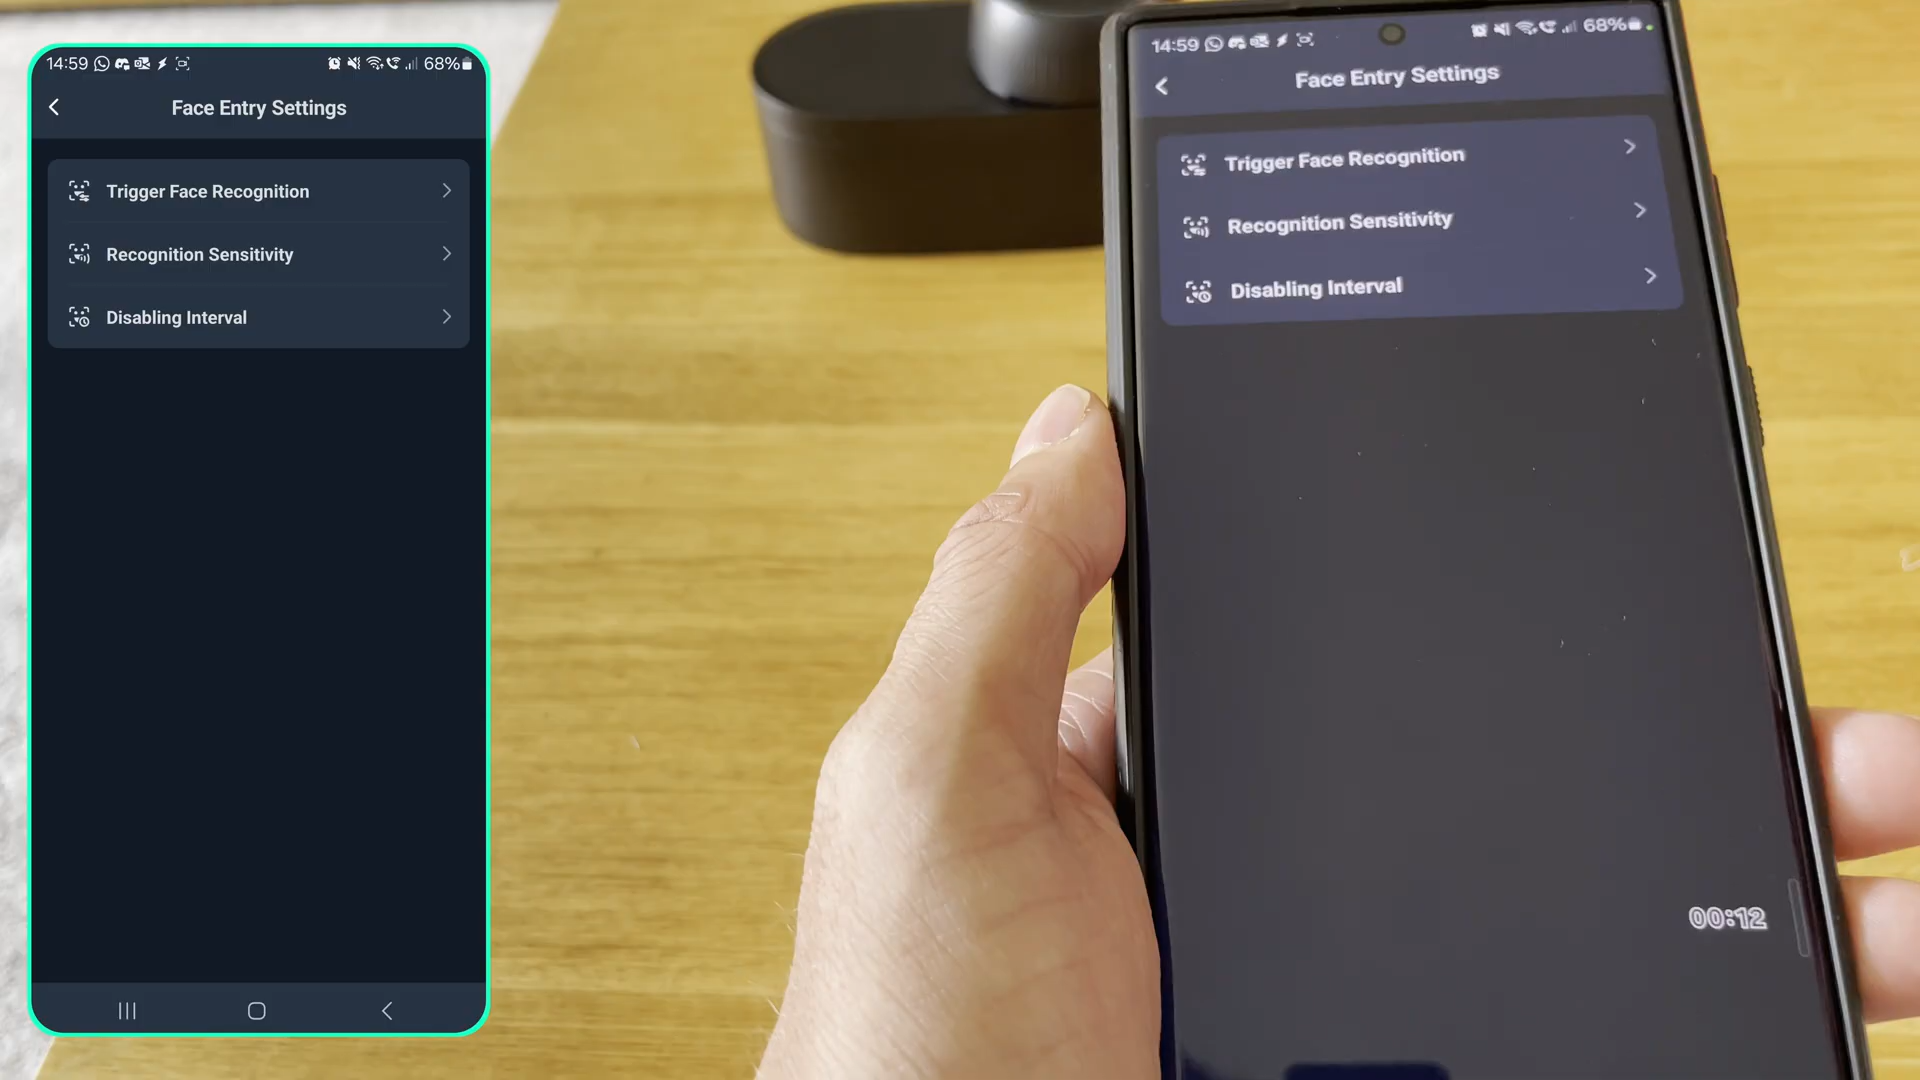 14:59
68%
Face Entry Settings
Trigger Face Recognition
Recognition Sensitivity
Disabling Interval
14:59
68%
Face Entry Settings
Trigger Face Recognition
Recognition Sensitivity
Disabling Interval
00:12